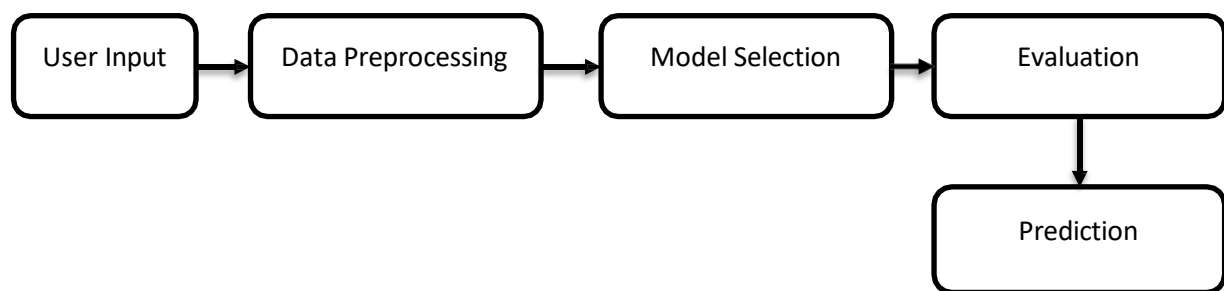 User Input
Data Preprocessing
Model Selection
Evaluation
Prediction